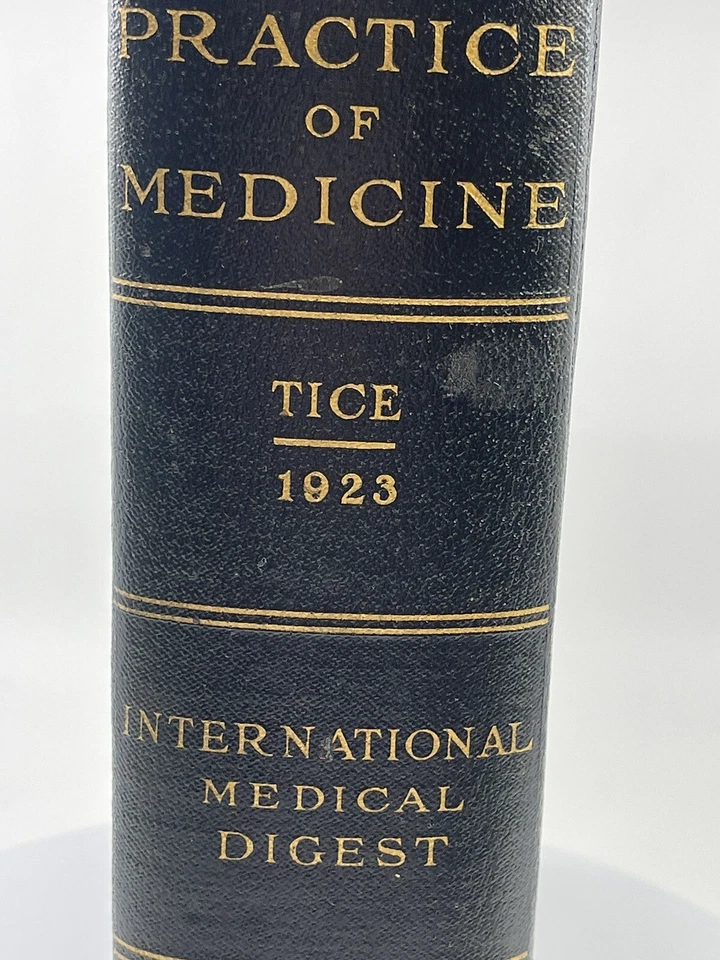 PRACTICE
OF
MEDICINE
TICE
1923
INTERNATIONAL
MEDICAL
DIGEST